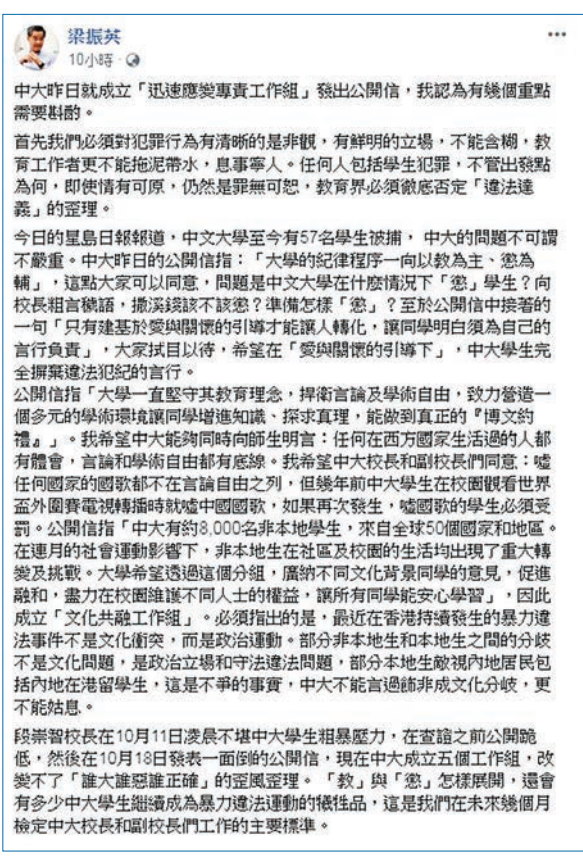 梁振英
10小時
中大昨日就成立「迅速應變專責工作組」發出公開信，我認為有幾個重點
需要斟酌。
首先我們必須對犯罪行為有清晰的是非觀，有鮮明的立場，不能含糊，教
育工作者更不能拖泥帶水，息事寧人。任何人包括學生犯罪，不管出發點
為何，即使情有可原，仍然是罪無可恕，教育界必須徹底否定「違法達
義」的歪理。
今日的星島日報報道，中文大學至今有57名學生被捕， 中大的問題不可謂
不嚴重。中大昨日的公開信指：「大學的紀律程序一向以教為主、懲為
輔」，這點大家可以同意，問題是中文大學在什麼情況下「懲」學生？向
校長粗言穢語，撒溪錢該不該懲？準備怎樣「懲」？至於公開信中接著的
一句「只有建基於愛與關懷的引導才能讓人轉化，讓同學明白須為自己的
言行負責」，大家拭目以待，希望在「愛與關懷的引導下」，中大學生完
全摒棄違法犯紀的言行。
公開信指「大學一直堅守其教育理念，捍衛言論及學術自由，致力營造一
個多元的學術環境讓同學增進知識、探求真理，能做到真正的『博文約
禮』」。我希望中大能夠同時向師生明言：任何在西方國家生活過的人都
有體會，言論和學術自由都有底線。我希望中大校長和副校長們同意：噓
任何國家的國歌都不在言論自由之列，但幾年前中大學生在校園觀看世界
盃外圍賽電視轉播時就噓中國國歌，如果再次發生，噓國歌的學生必須受
罰。公開信指「中大有約8,000名非本地學生，來自全球50個國家和地區。
在連月的社會運動影響下，非本地生在社區及校園的生活均出現了重大轉
變及挑戰。大學希望透過這個分組，廣納不同文化背景同學的意見，促進
融和，盡力在校園維護不同人士的權益，讓所有同學能安心學習」，因此
成立「文化共融工作組」。必須指出的是，最近在香港持續發生的暴力違
法事件不是文化衝突，而是政治運動。部分非本地生和本地生之間的分歧
不是文化問題，是政治立場和守法違法問題，部分本地生敵視內地居民包
括內地在港留學生，這是不爭的事實，中大不能言過飾非成文化分歧，更
不能姑息。
段崇智校長在10月11日凌晨不堪中大學生粗暴壓力，在查證之前公開跪
低，然後在10月18日發表一面倒的公開信，現在中大成立五個工作組，改
變不了「誰大誰惡誰正確」的歪風歪理。 「教」與「懲」怎樣展開，還會
有多少中大學生繼續成為暴力違法運動的犧牲品，這是我們在未來幾個月
檢定中大校長和副校長們工作的主要標準。